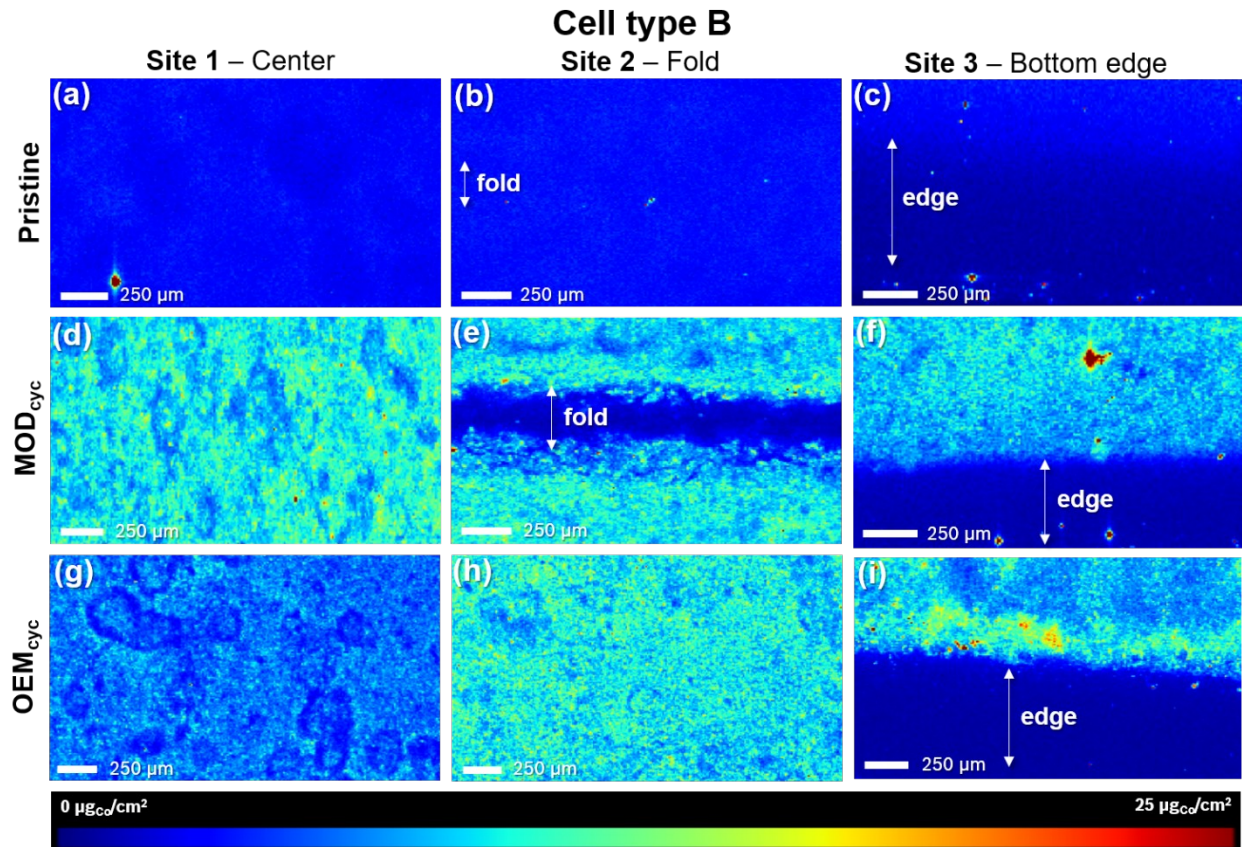 Cell type B
Site 1 – Center
Site 2 – Fold
Site 3 – Bottom edge
Pristine
(a)
250 µm
(b)
fold
250 µm
(c)
edge
250 µm
MODcyc
(d)
250 µm
(e)
fold
250 µm
(f)
edge
250 µm
OEMcyc
(g)
250 µm
(h)
250 µm
(i)
edge
250 µm
0 µgCo/cm²
25 µgCo/cm²